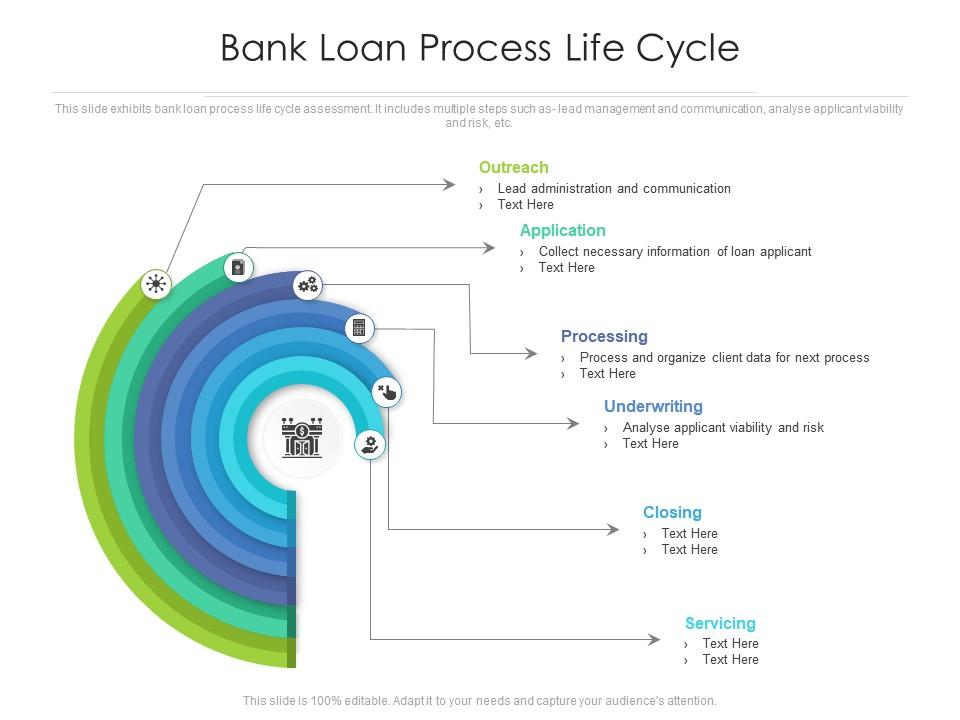 Bank Loan Process Life Cycle
This slide exhibits bank loan process life cycle assessment. It includes multiple steps such as- lead management and communication, analyse applicant viability
and risk, etc.
Outreach
› Lead administration and communication
› Text Here
Application
› Collect necessary information of loan applicant
› Text Here
Processing
› Process and organize client data for next process
› Text Here
Underwriting
› Analyse applicant viability and risk
› Text Here
Closing
› Text Here
› Text Here
Servicing
› Text Here
› Text Here
This slide is 100% editable. Adapt it to your needs and capture your audience's attention.